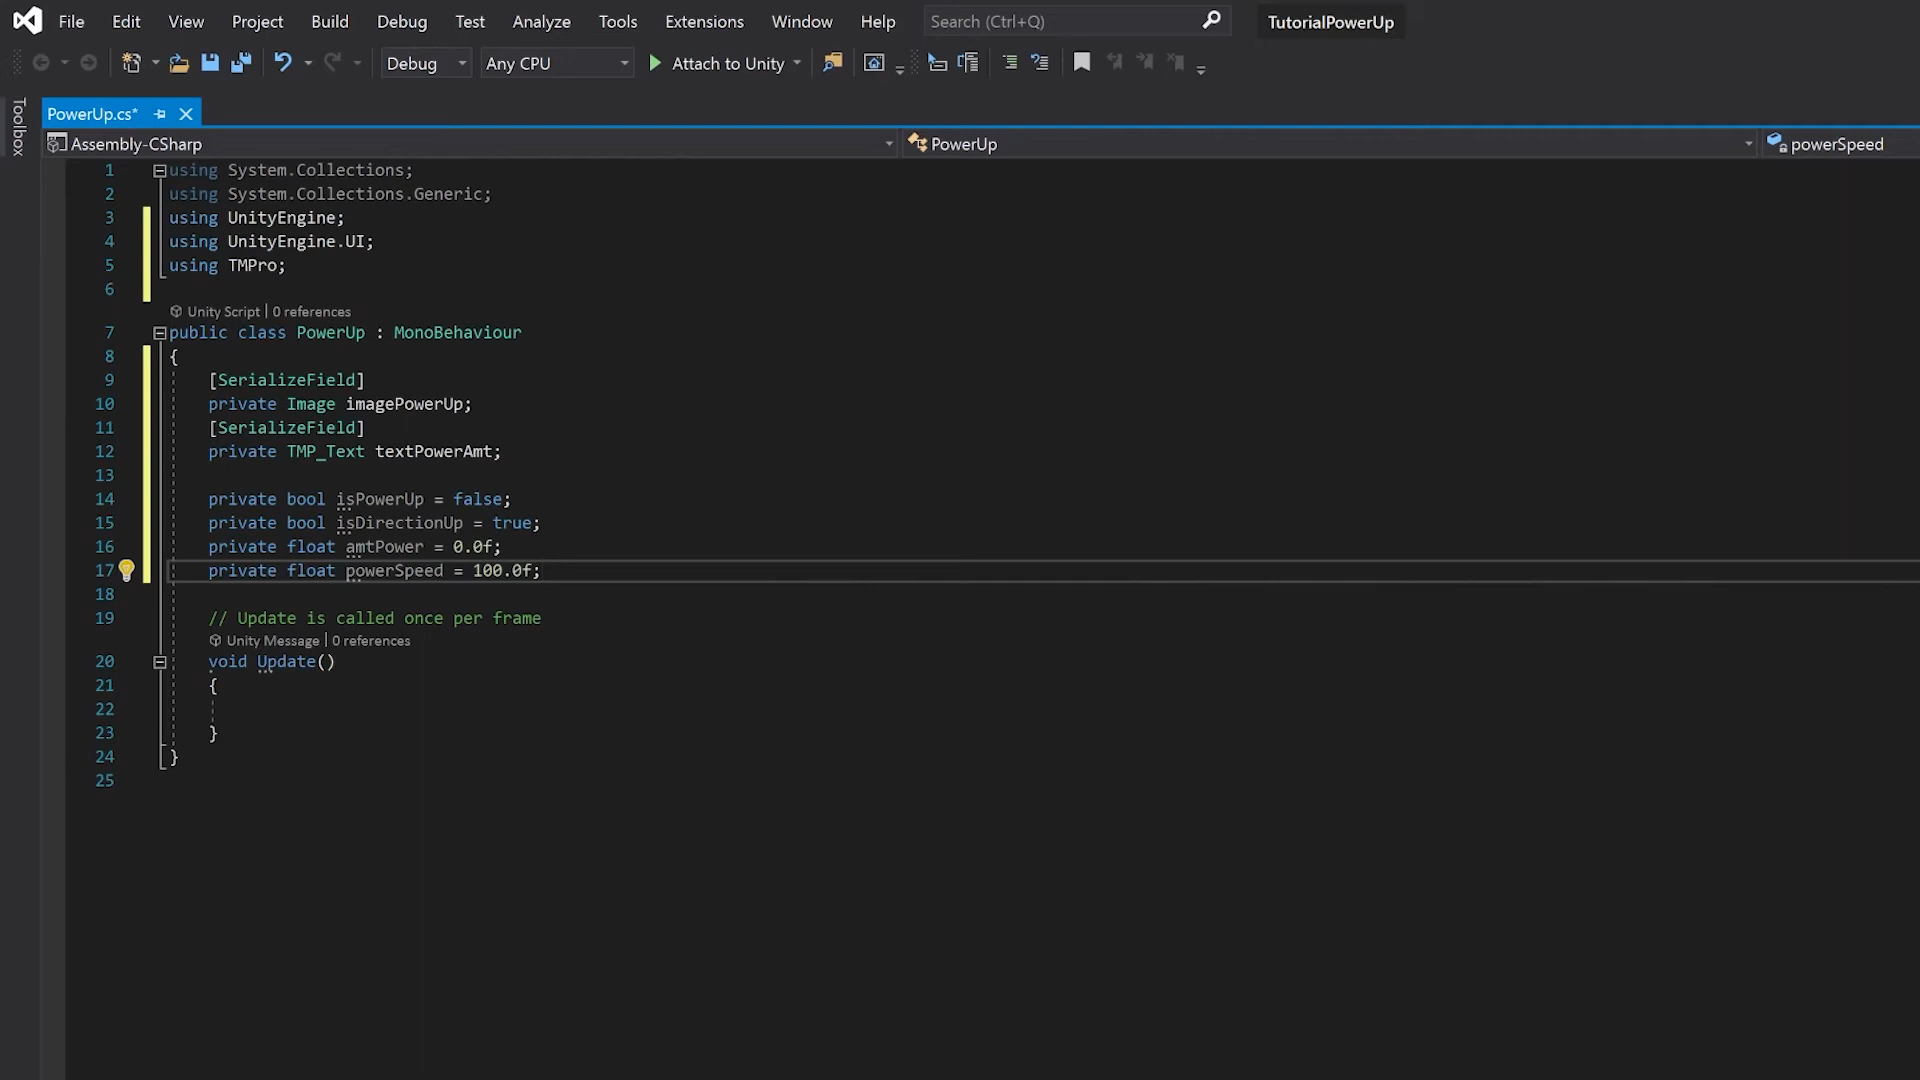 File Edit View Project Build Debug Test Analyze Tools Extensions Window Help Search (Ctrl+Q) TutorialPowerUp
Debug Any CPU Attach to Unity
Toolbox
PowerUp.cs*
Assembly-CSharp PowerUp powerSpeed
1 using System.Collections;
2 using System.Collections.Generic;
3 using UnityEngine;
4 using UnityEngine.UI;
5 using TMPro;
6
Unity Script | 0 references
7 public class PowerUp : MonoBehaviour
8 {
9 [SerializeField]
10 private Image imagePowerUp;
11 [SerializeField]
12 private TMP_Text textPowerAmt;
13
14 private bool isPowerUp = false;
15 private bool isDirectionUp = true;
16 private float amtPower = 0.0f;
17 private float powerSpeed = 100.0f;
18
19 // Update is called once per frame
Unity Message | 0 references
20 void Update()
21 {
22
23 }
24 }
25